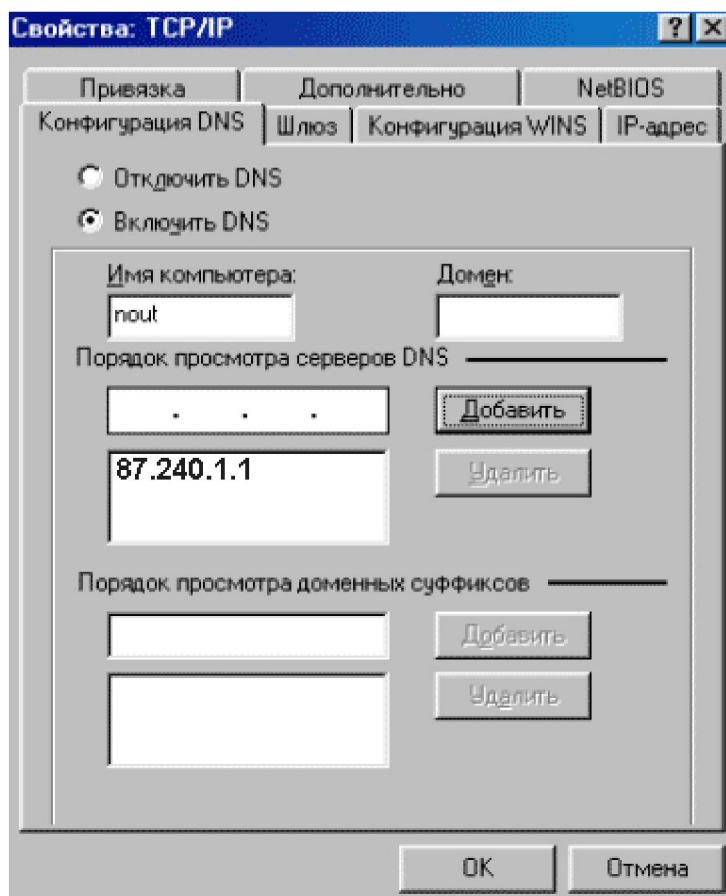 Свойства: TCP/IP
Привязка Дополнительно NetBIOS
Конфигурация DNS Шлюз Конфигурация WINS IP-адрес
Отключить DNS
Включить DNS
Имя компьютера: Домен:
nout
Порядок просмотра серверов DNS
. . . Добавить
87.240.1.1 Удалить
Порядок просмотра доменных суффиксов
Добавить
Удалить
OK Отмена